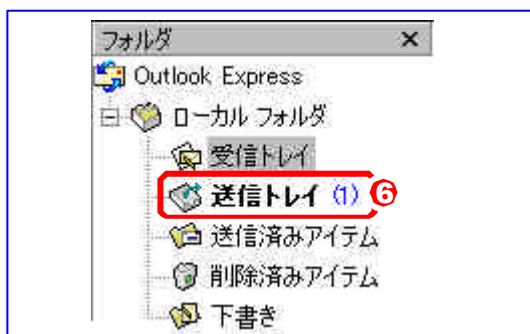 フォルダ ×
Outlook Express
ローカル フォルダ
受信トレイ
送信トレイ (1) ⑥
送信済みアイテム
削除済みアイテム
下書き